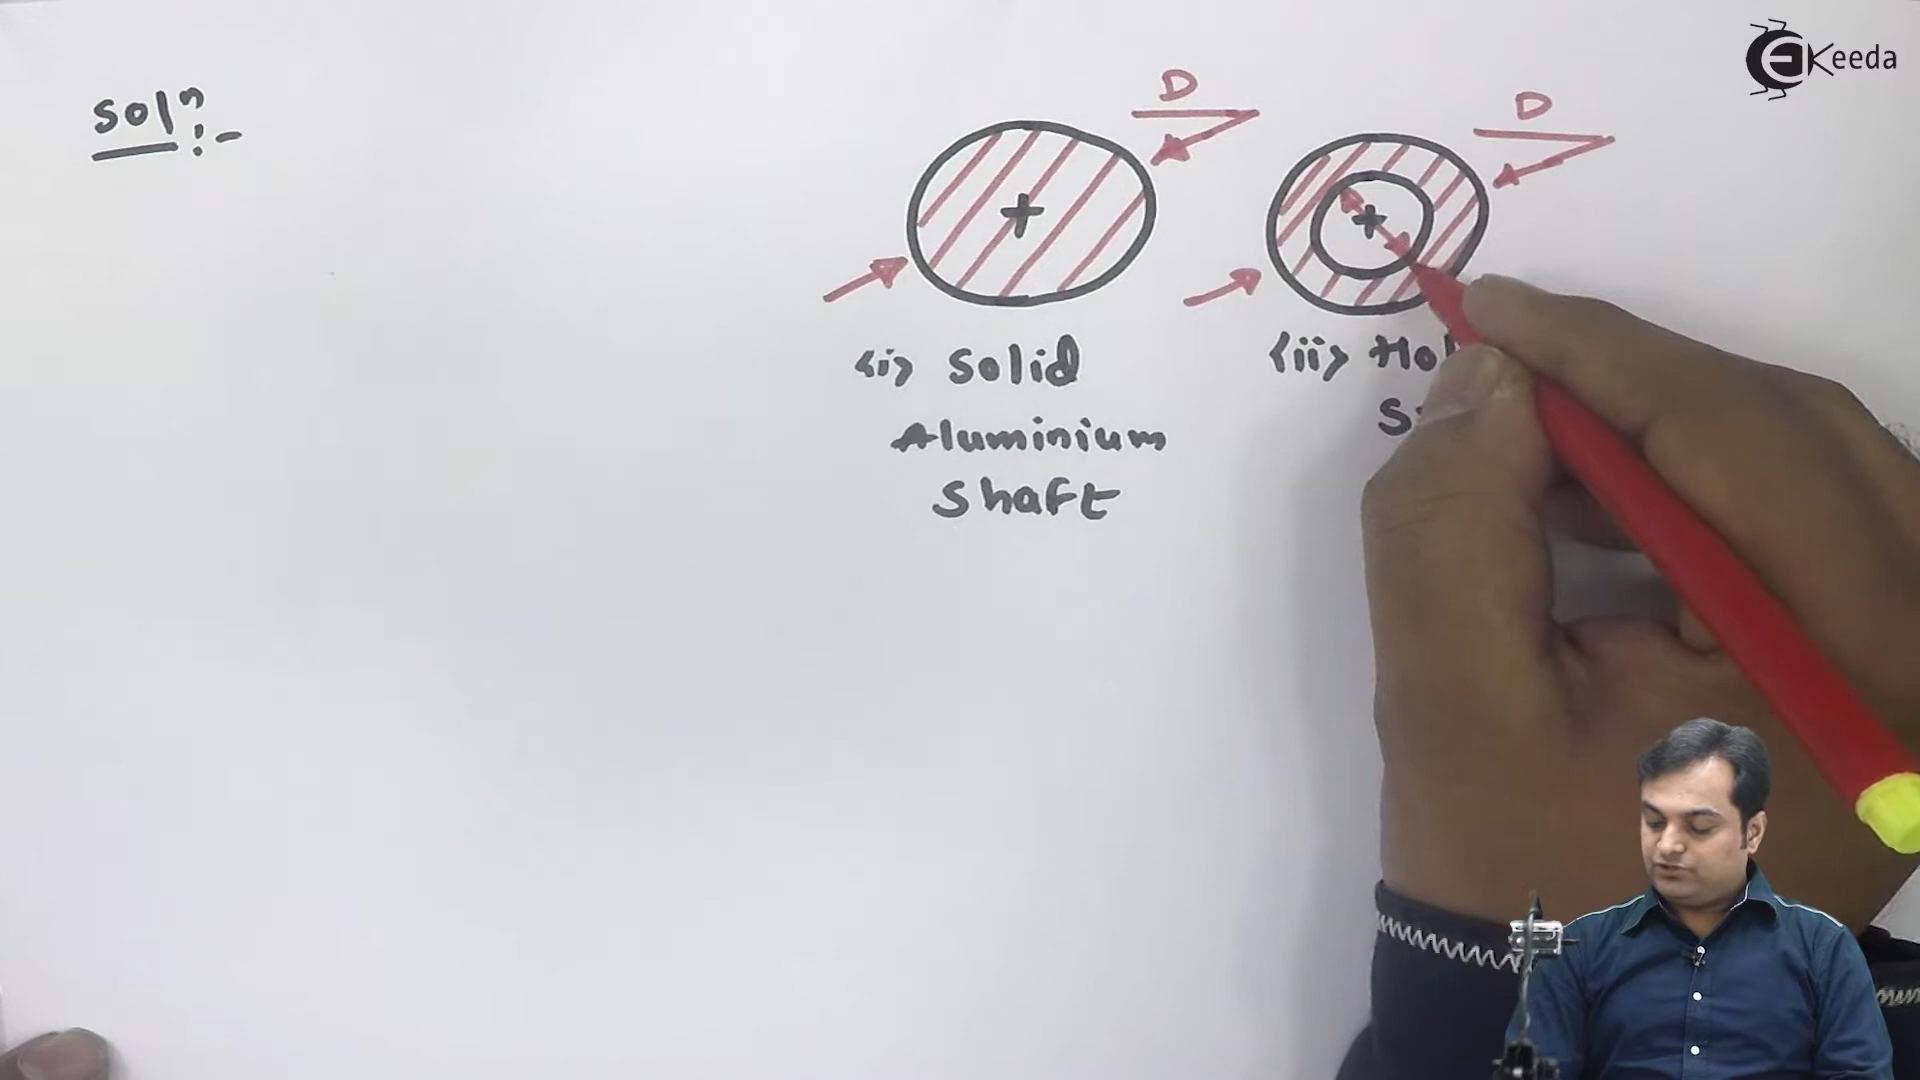 Keeda
Solⁿ:-
D
D
(i) Solid
Aluminium
Shaft
(ii)